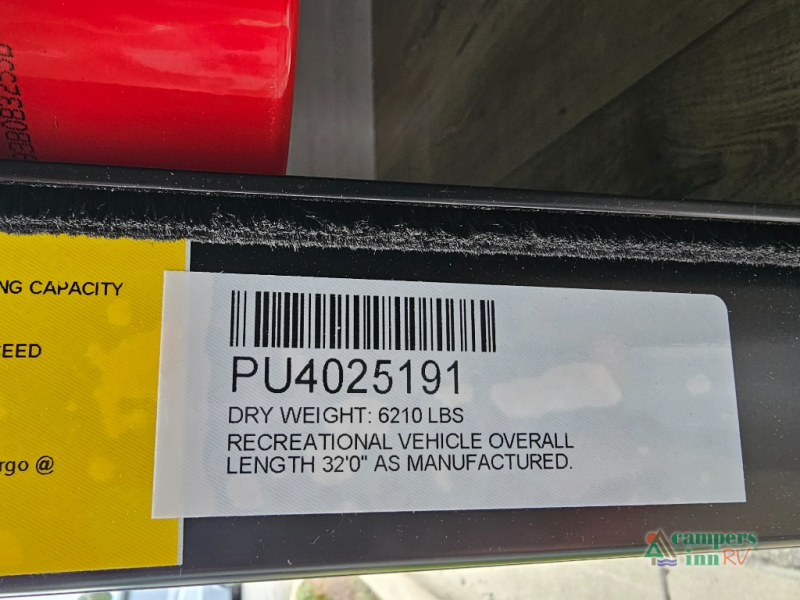 NG CAPACITY
EED
rgo @
PU4025191
DRY WEIGHT: 6210 LBS
RECREATIONAL VEHICLE OVERALL
LENGTH 32'0" AS MANUFACTURED.
campers
inn RV